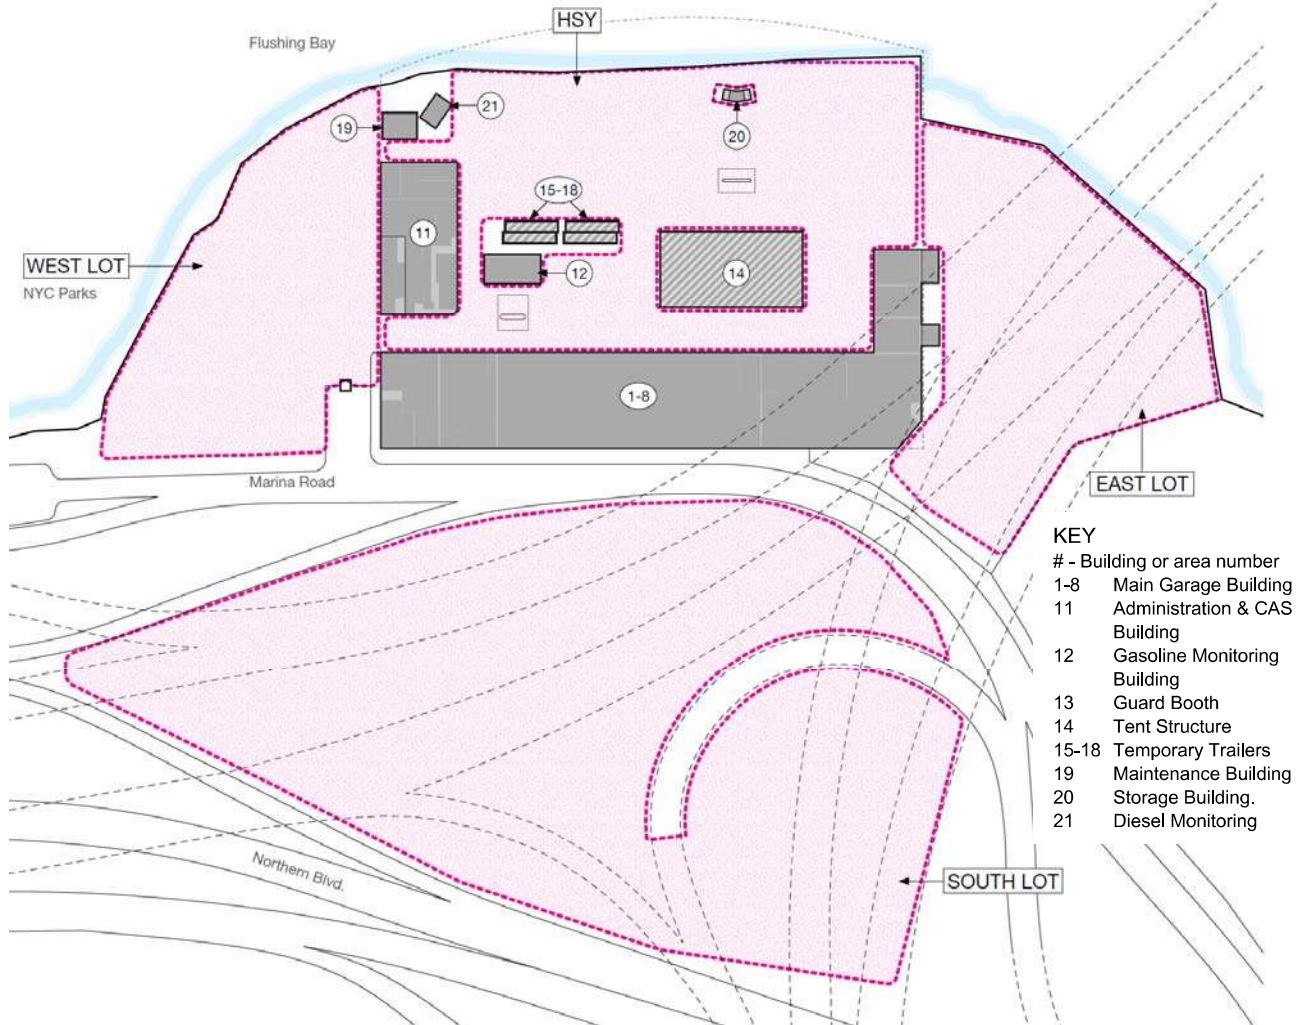 HSY
Flushing Bay
21
19
20
15-18
11
WEST LOT
NYC Parks
12
14
1-8
Marina Road
EAST LOT
KEY
# - Building or area number
1-8 Main Garage Building
11 Administration & CAS
Building
12 Gasoline Monitoring
Building
13 Guard Booth
14 Tent Structure
15-18 Temporary Trailers
19 Maintenance Building
20 Storage Building.
21 Diesel Monitoring
Northern Blvd.
SOUTH LOT